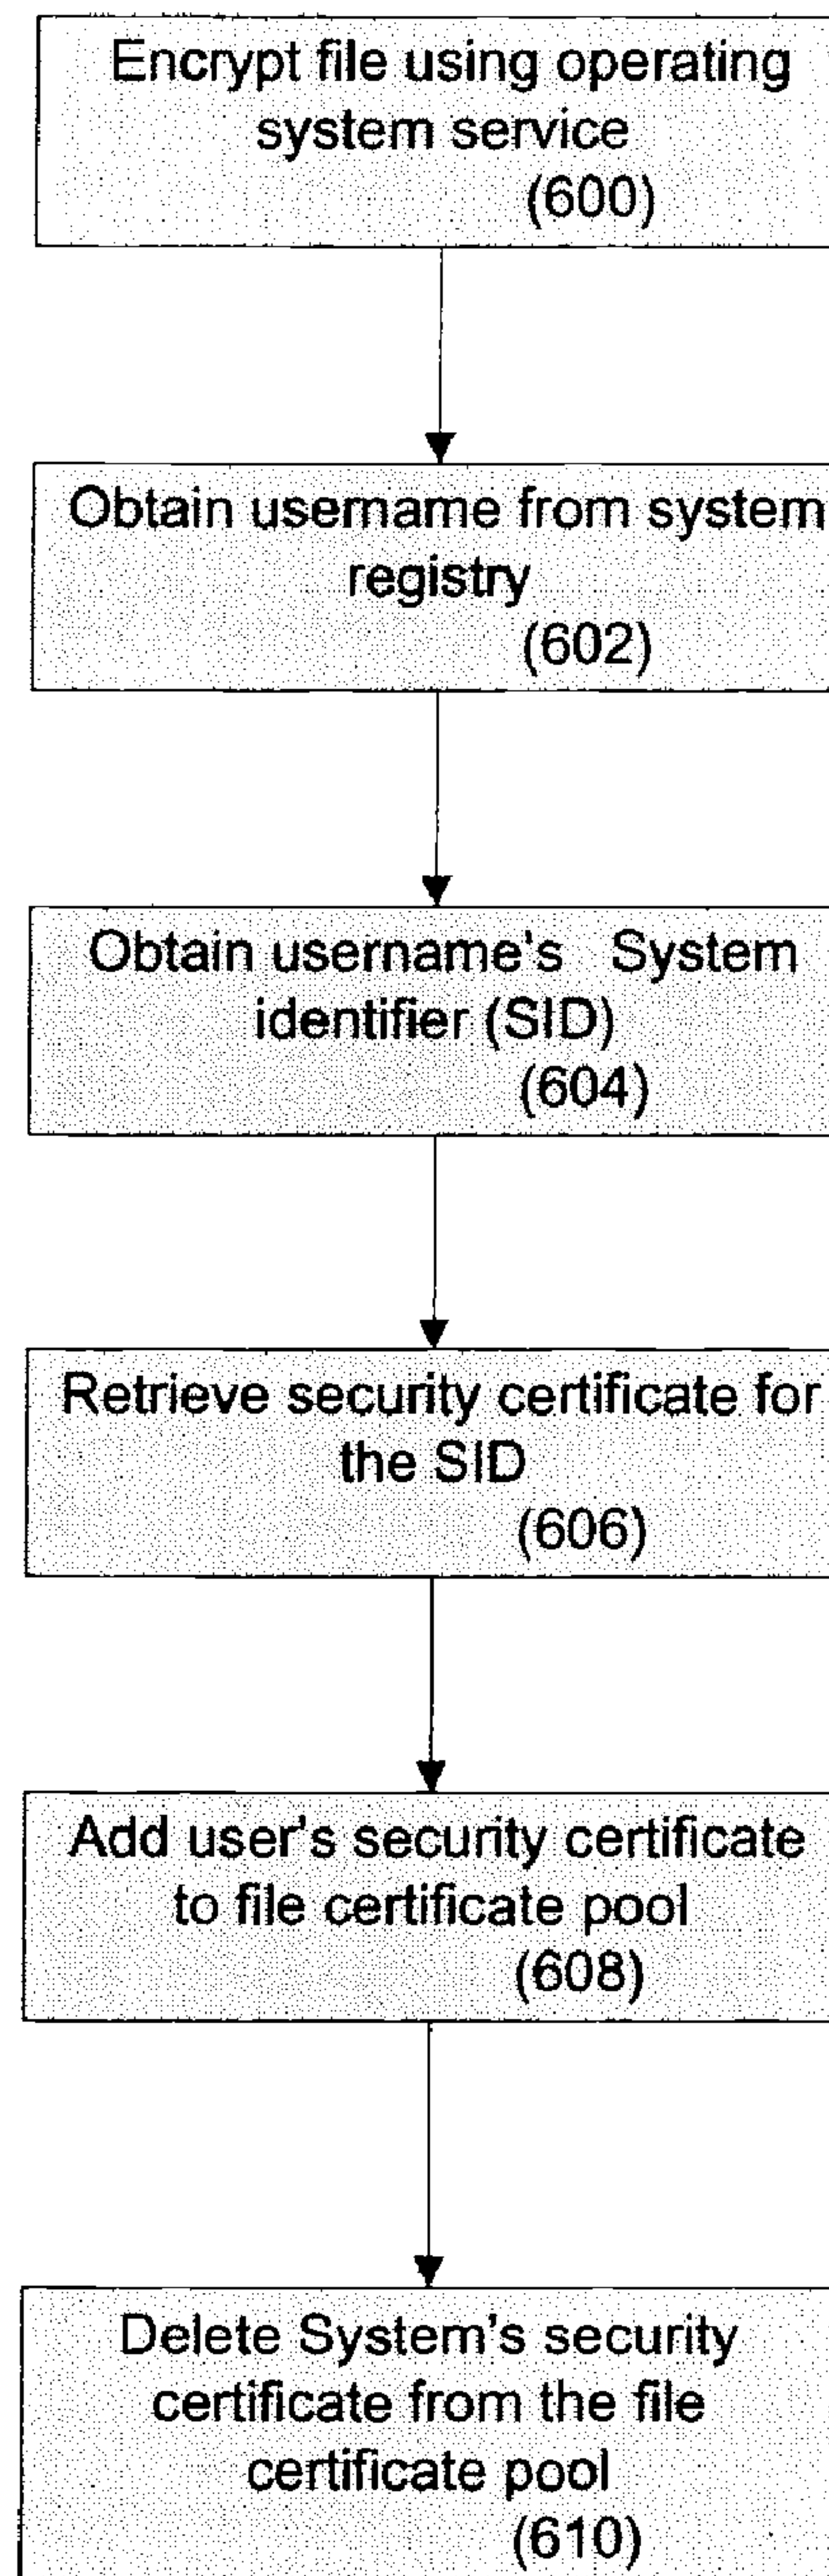 Encrypt file using operating
system service
(600)
Obtain username from system
registry
(602)
Obtain username's System
identifier (SID)
(604)
Retrieve security certificate for
the SID
(606)
Add user's security certificate
to file certificate pool
(608)
Delete System's security
certificate from the file
certificate pool
(610)